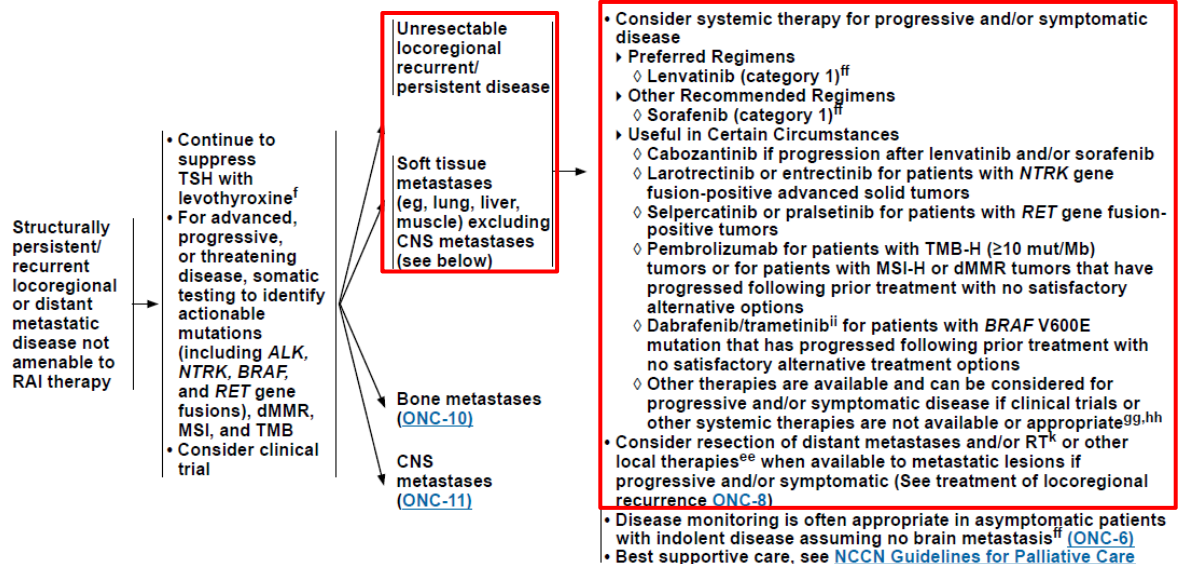 Structurally
persistent/
recurrent
locoregional
or distant
metastatic
disease not
amenable to
RAI therapy
• Continue to
suppress
TSH with
levothyroxineᶠ
• For advanced,
progressive,
or threatening
disease, somatic
testing to identify
actionable
mutations
(including ALK,
NTRK, BRAF,
and RET gene
fusions), dMMR,
MSI, and TMB
• Consider clinical
trial
Unresectable
locoregional
recurrent/
persistent disease
Soft tissue
metastases
(eg, lung, liver,
muscle) excluding
CNS metastases
(see below)
Bone metastases
(ONC-10)
CNS
metastases
(ONC-11)
• Consider systemic therapy for progressive and/or symptomatic
disease
▸ Preferred Regimens
◊ Lenvatinib (category 1)ᶠᶠ
▸ Other Recommended Regimens
◊ Sorafenib (category 1)ᶠᶠ
▸ Useful in Certain Circumstances
◊ Cabozantinib if progression after lenvatinib and/or sorafenib
◊ Larotrectinib or entrectinib for patients with NTRK gene
fusion-positive advanced solid tumors
◊ Selpercatinib or pralsetinib for patients with RET gene fusion-
positive tumors
◊ Pembrolizumab for patients with TMB-H (≥10 mut/Mb)
tumors or for patients with MSI-H or dMMR tumors that have
progressed following prior treatment with no satisfactory
alternative options
◊ Dabrafenib/trametinibⁱⁱ for patients with BRAF V600E
mutation that has progressed following prior treatment with
no satisfactory alternative treatment options
◊ Other therapies are available and can be considered for
progressive and/or symptomatic disease if clinical trials or
other systemic therapies are not available or appropriateᵍᵍ,ʰʰ
• Consider resection of distant metastases and/or RTᵏ or other
local therapiesᵉᵉ when available to metastatic lesions if
progressive and/or symptomatic (See treatment of locoregional
recurrence ONC-8)
• Disease monitoring is often appropriate in asymptomatic patients
with indolent disease assuming no brain metastasisᶠᶠ (ONC-6)
• Best supportive care, see NCCN Guidelines for Palliative Care